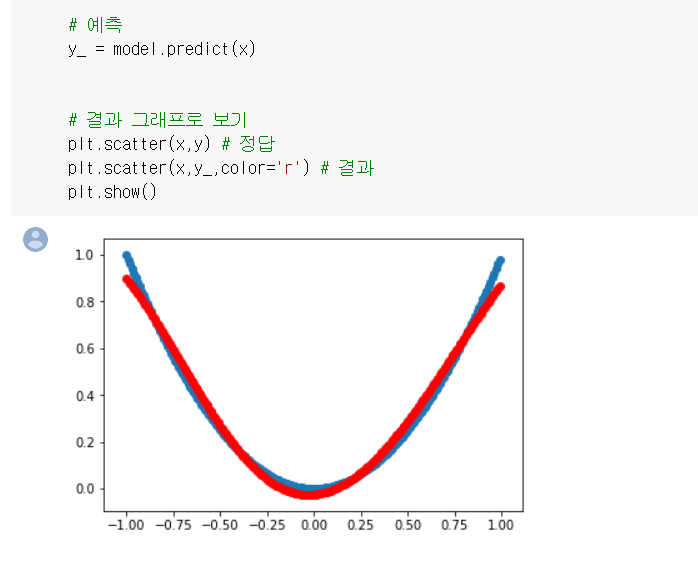 # 예측
y_ = model.predict(x)
# 결과 그래프로 보기
plt.scatter(x,y) # 정답
plt.scatter(x,y_,color='r') # 결과
plt.show()
1.0
0.8
0.6
0.4
0.2
0.0
−1.00 −0.75 −0.50 −0.25 0.00 0.25 0.50 0.75 1.00